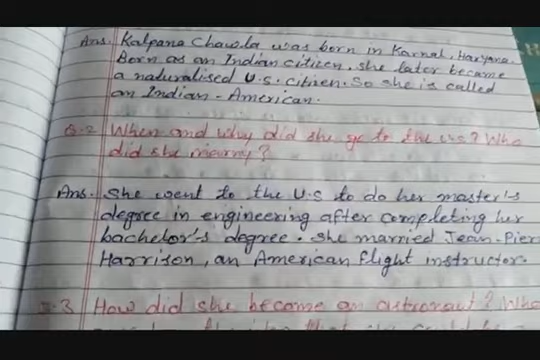 Ans. Kalpana Chawla was born in Karnal, Haryana.
Born as an Indian citizen, she later became
a naturalised U.S. citizen. So she is called
an Indian-American.
Q.2 When and why did she go to the U.S? Who
did she marry?
Ans. She went to the U.S to do her master's
degree in engineering after completing her
bachelor's degree. She married Jean-Pier
Harrison, an American flight instructor.
Q.3 How did she become an astronaut? Who